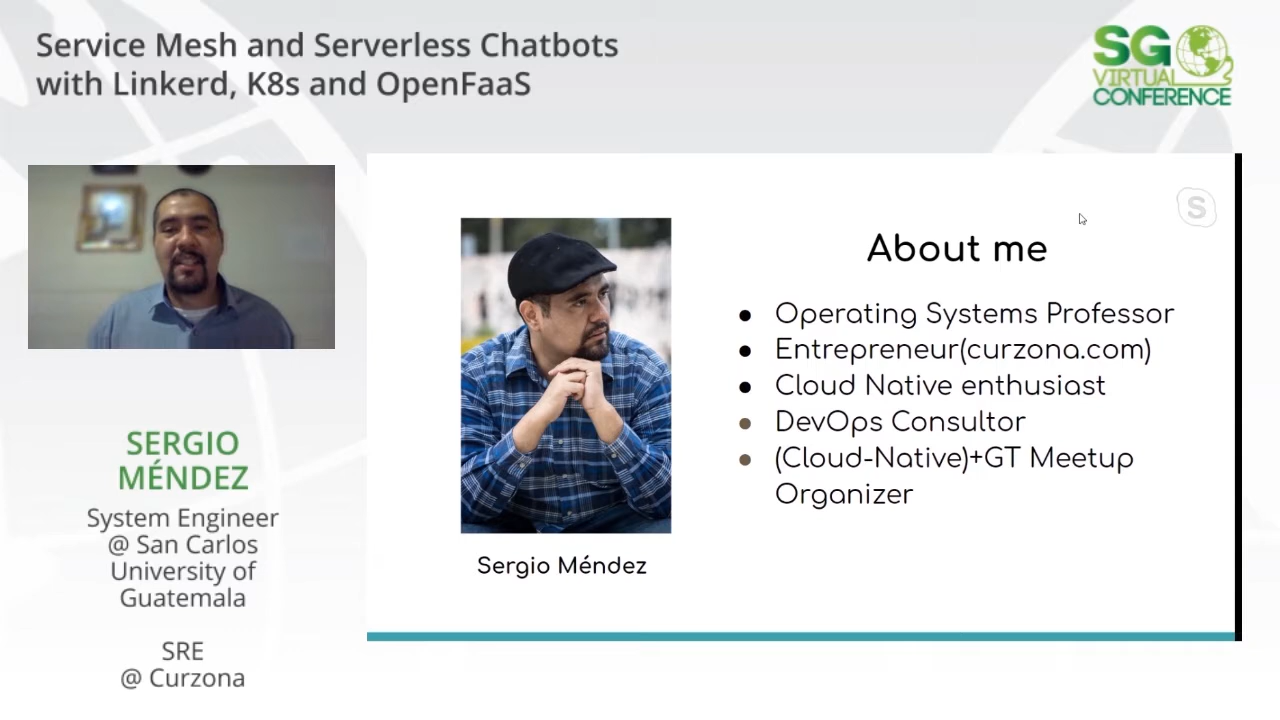 Service Mesh and Serverless Chatbots
with Linkerd, K8s and OpenFaaS
SG
VIRTUAL
CONFERENCE
S
About me
● Operating Systems Professor
● Entrepreneur(curzona.com)
● Cloud Native enthusiast
● DevOps Consultor
● (Cloud-Native)+GT Meetup
Organizer
Sergio Méndez
SERGIO
MÉNDEZ
System Engineer
@ San Carlos
University of
Guatemala
SRE
@ Curzona